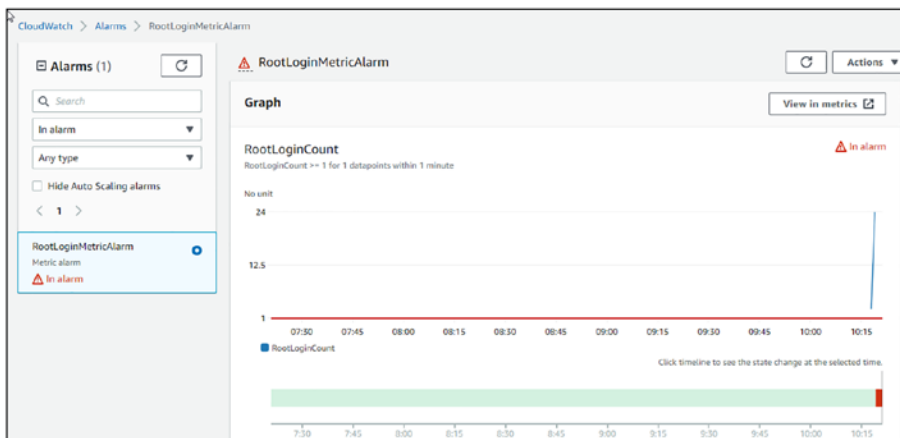 CloudWatch > Alarms > RootLoginMetricAlarm
Alarms (1)
Search
In alarm
Any type
Hide Auto Scaling alarms
< 1 >
RootLoginMetricAlarm
Metric alarm
In alarm
RootLoginMetricAlarm
Actions
Graph
View in metrics
RootLoginCount
In alarm
RootLoginCount >= 1 for 1 datapoints within 1 minute
No unit
24
12.5
1
07:30 07:45 08:00 08:15 08:30 08:45 09:00 09:15 09:30 09:45 10:00 10:15
RootLoginCount
Click timeline to see the state change at the selected time.
7:30 7:45 8:00 8:15 8:30 8:45 9:00 9:15 9:30 9:45 10:00 10:15